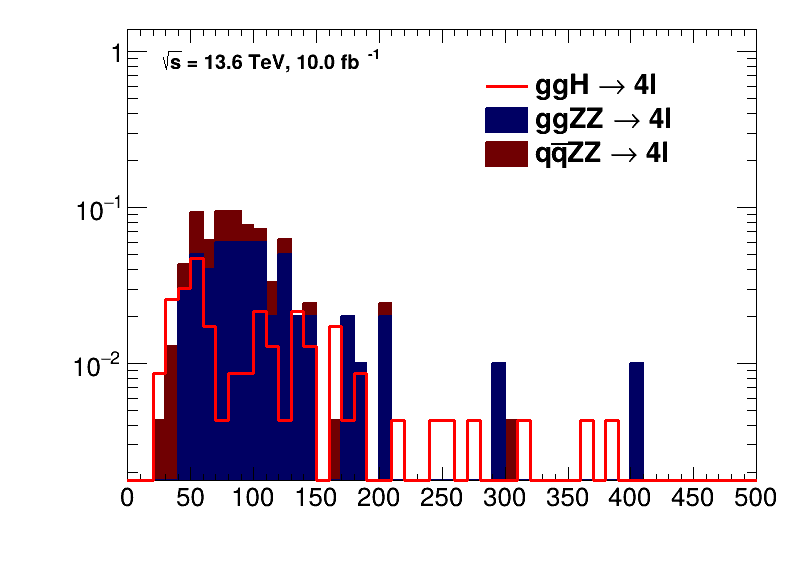 1
√s = 13.6 TeV, 10.0 fb⁻¹
ggH → 4l
ggZZ → 4l
qq̅ZZ → 4l
10⁻¹
10⁻²
0 50 100 150 200 250 300 350 400 450 500